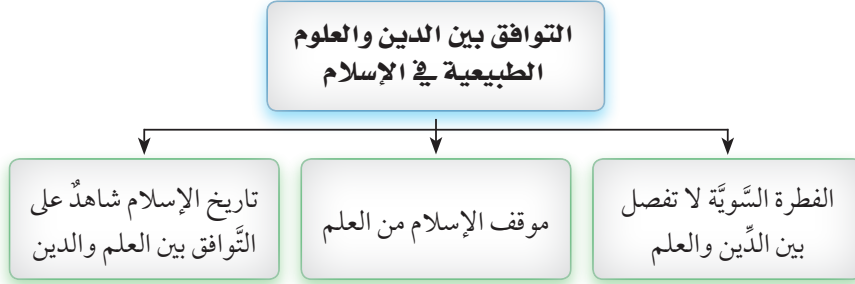 التوافق بين الدين والعلوم
الطبيعية في الإسلام
الفطرة السَّويَّة لا تفصل
بين الدِّين والعلم
موقف الإسلام من العلم
تاريخ الإسلام شاهدٌ على
التَّوافق بين العلم والدين